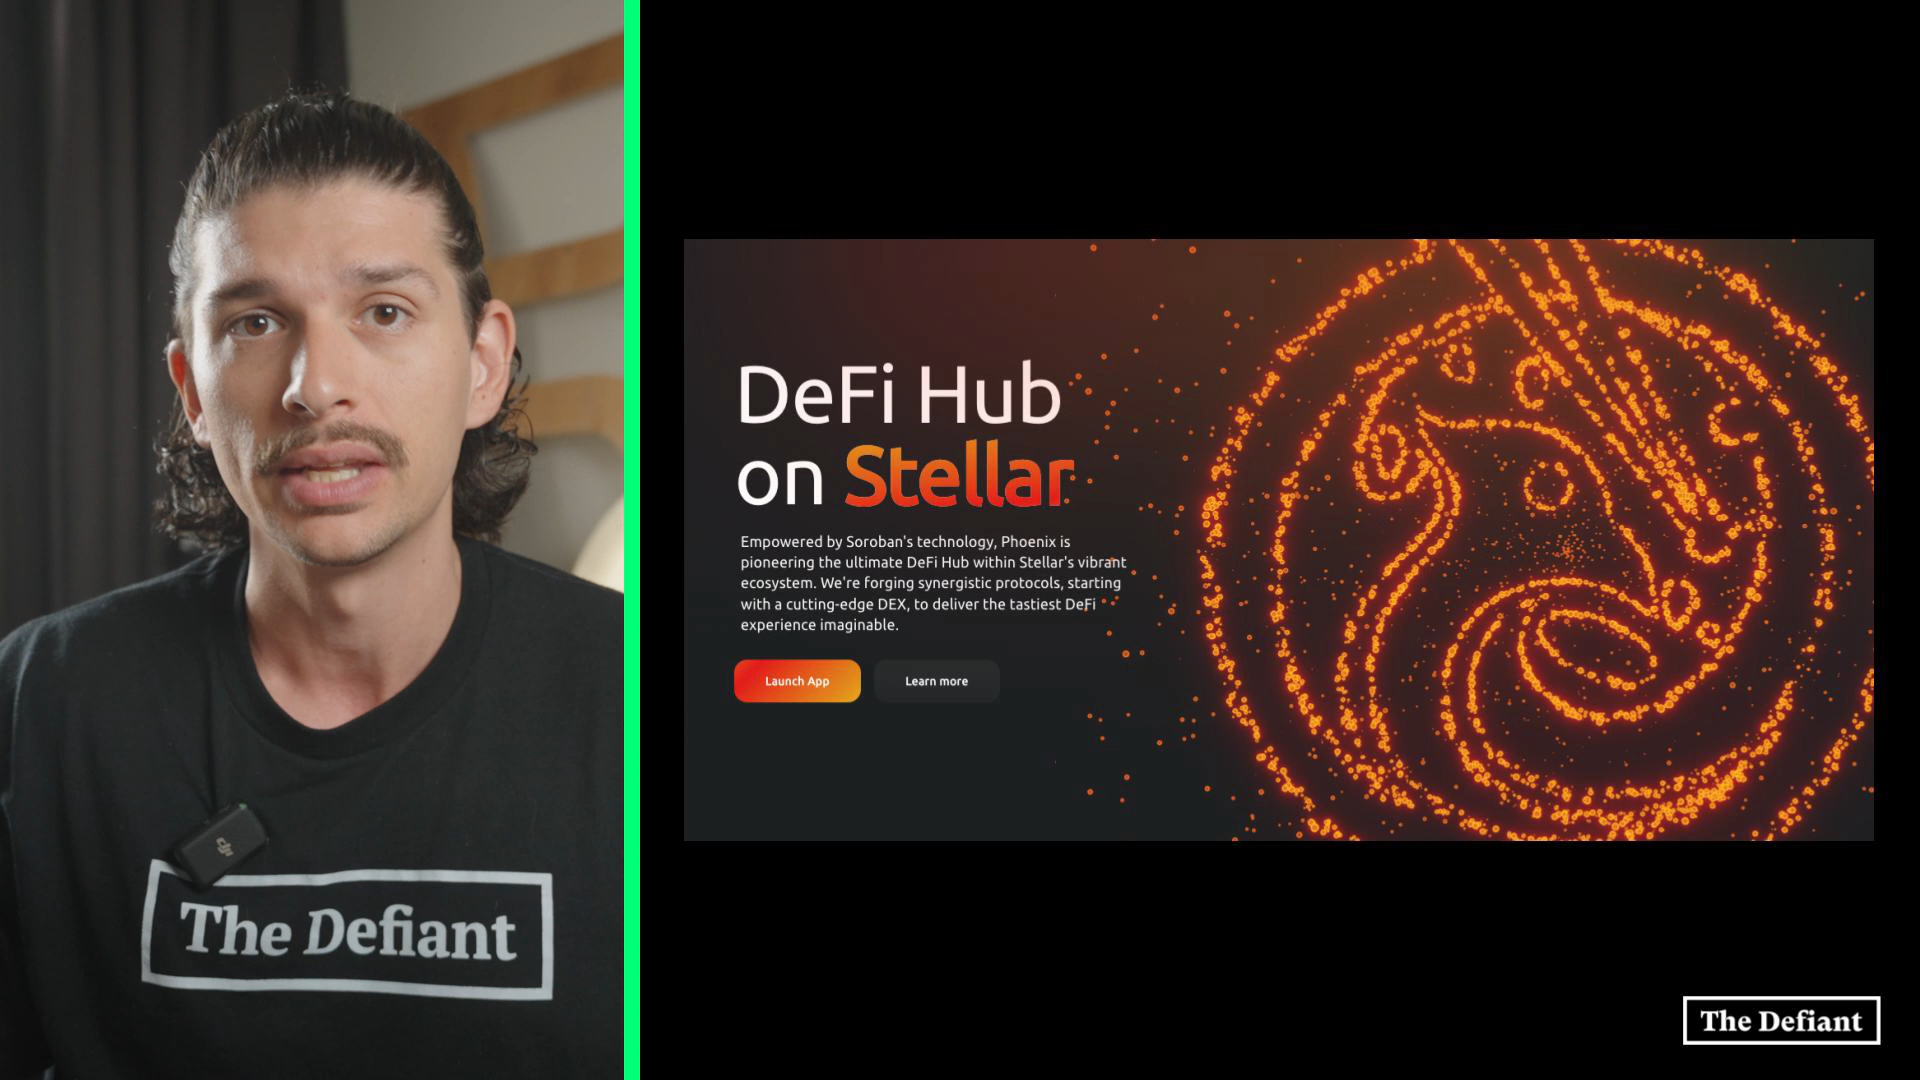 The Defiant
DeFi Hub
on Stellar
Empowered by Soroban's technology, Phoenix is
pioneering the ultimate DeFi Hub within Stellar's vibrant
ecosystem. We're forging synergistic protocols, starting
with a cutting-edge DEX, to deliver the tastiest DeFi
experience imaginable.
Launch App
Learn more
The Defiant